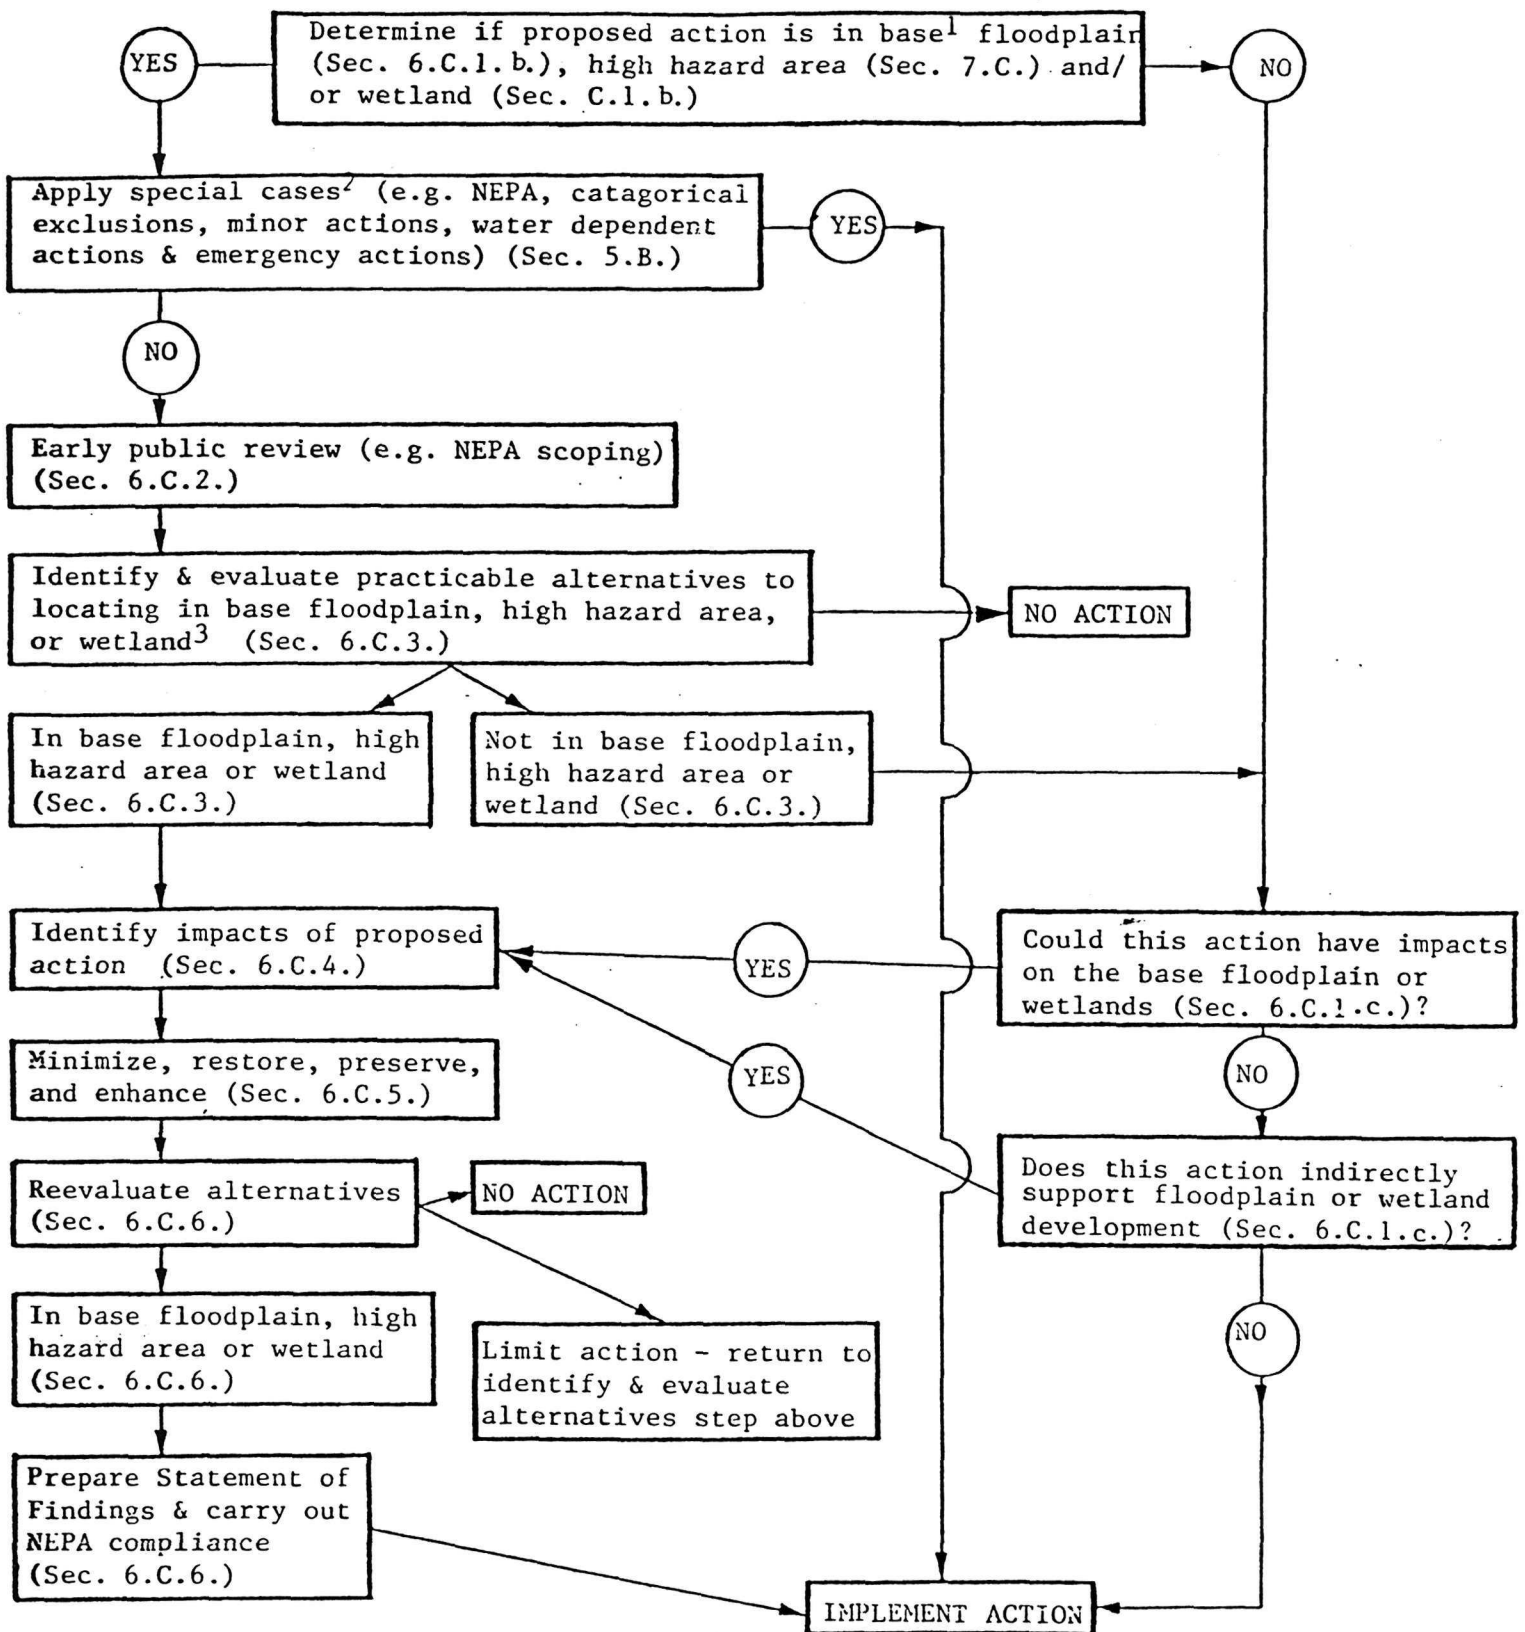 Determine if proposed action is in base1 floodplain
(Sec. 6.C.1.b.), high hazard area (Sec. 7.C.) and/
or wetland (Sec. C.1.b.)
YES
NO
Apply special cases2 (e.g. NEPA, catagorical
exclusions, minor actions, water dependent
actions & emergency actions) (Sec. 5.B.)
YES
NO
Early public review (e.g. NEPA scoping)
(Sec. 6.C.2.)
Identify & evaluate practicable alternatives to
locating in base floodplain, high hazard area,
or wetland3 (Sec. 6.C.3.)
NO ACTION
In base floodplain, high
hazard area or wetland
(Sec. 6.C.3.)
Not in base floodplain,
high hazard area or
wetland (Sec. 6.C.3.)
Identify impacts of proposed
action (Sec. 6.C.4.)
YES
Could this action have impacts
on the base floodplain or
wetlands (Sec. 6.C.1.c.)?
NO
Minimize, restore, preserve,
and enhance (Sec. 6.C.5.)
YES
Does this action indirectly
support floodplain or wetland
development (Sec. 6.C.1.c.)?
Reevaluate alternatives
(Sec. 6.C.6.)
NO ACTION
In base floodplain, high
hazard area or wetland
(Sec. 6.C.6.)
Limit action - return to
identify & evaluate
alternatives step above
NO
Prepare Statement of
Findings & carry out
NEPA compliance
(Sec. 6.C.6.)
IMPLEMENT ACTION